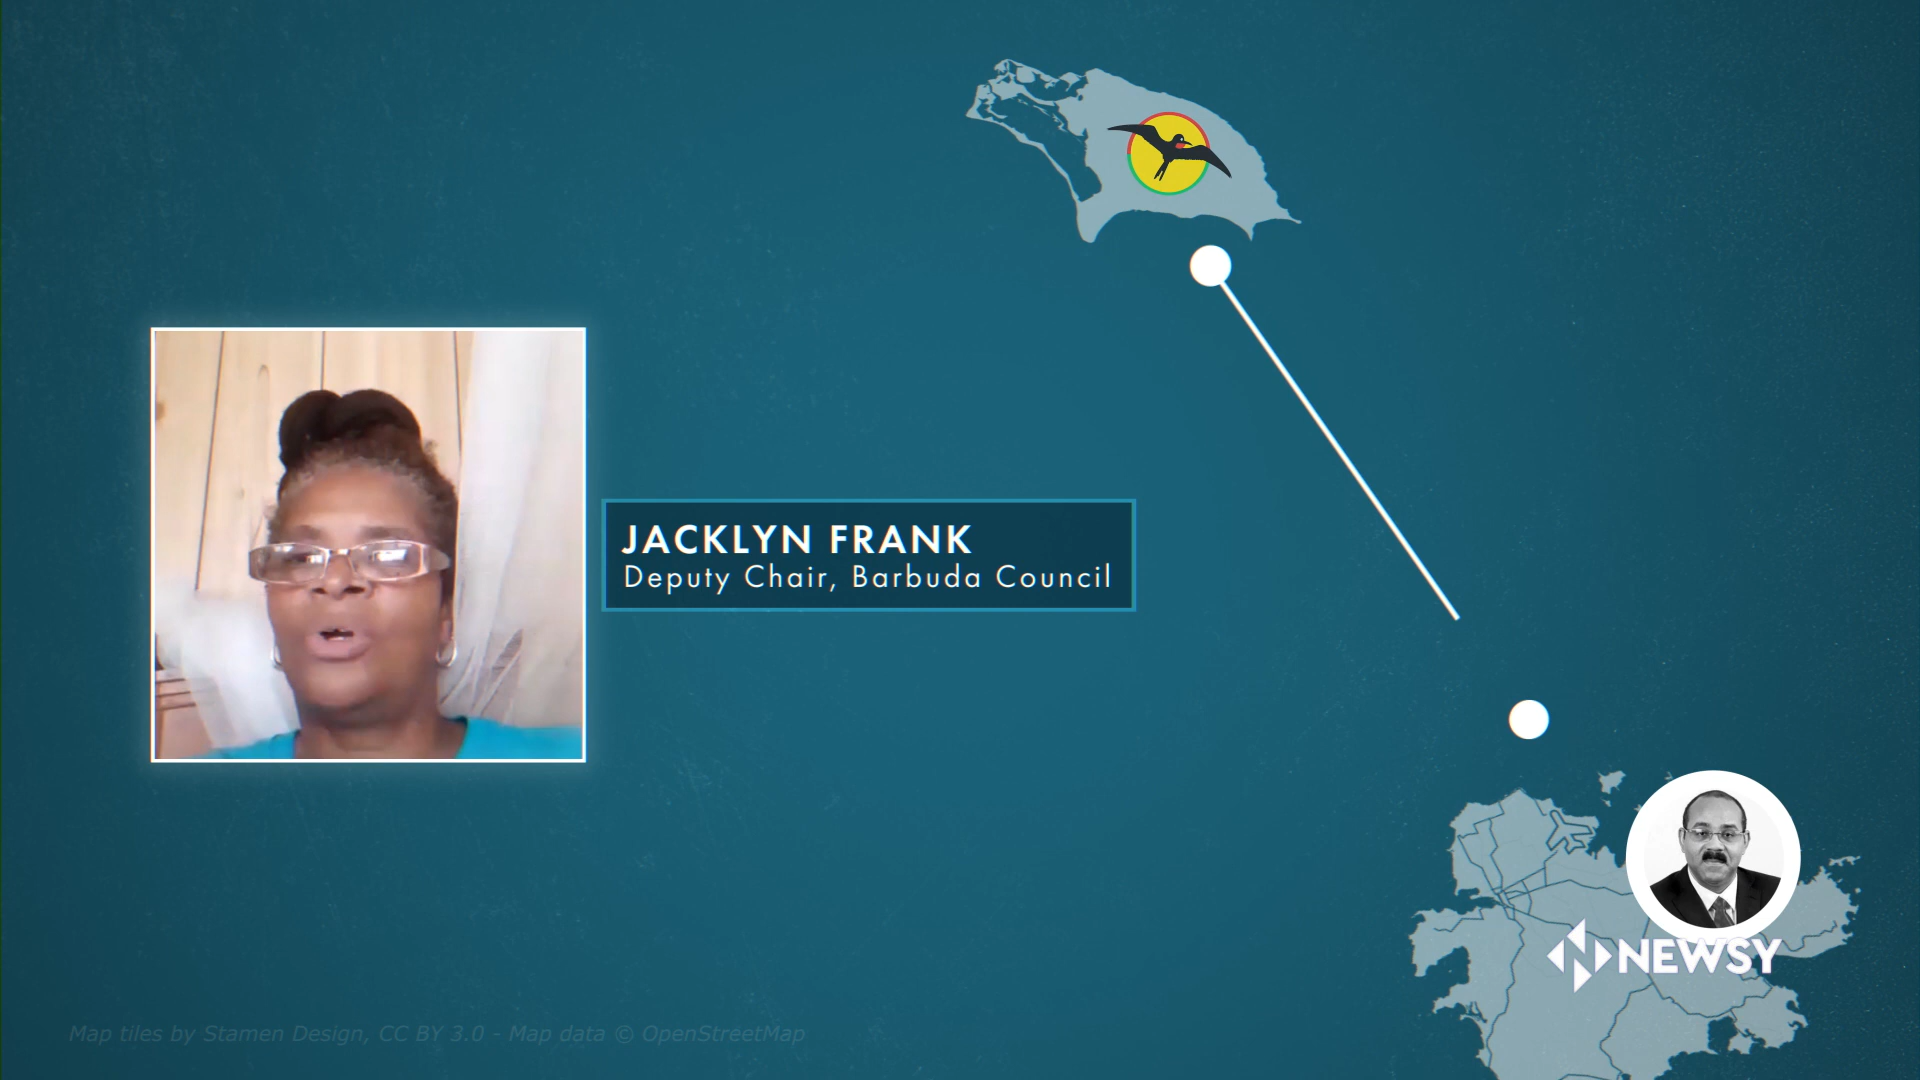 JACKLYN FRANK
Deputy Chair, Barbuda Council
NEWSY
Map tiles by Stamen Design, CC BY 3.0 - Map data © OpenStreetMap